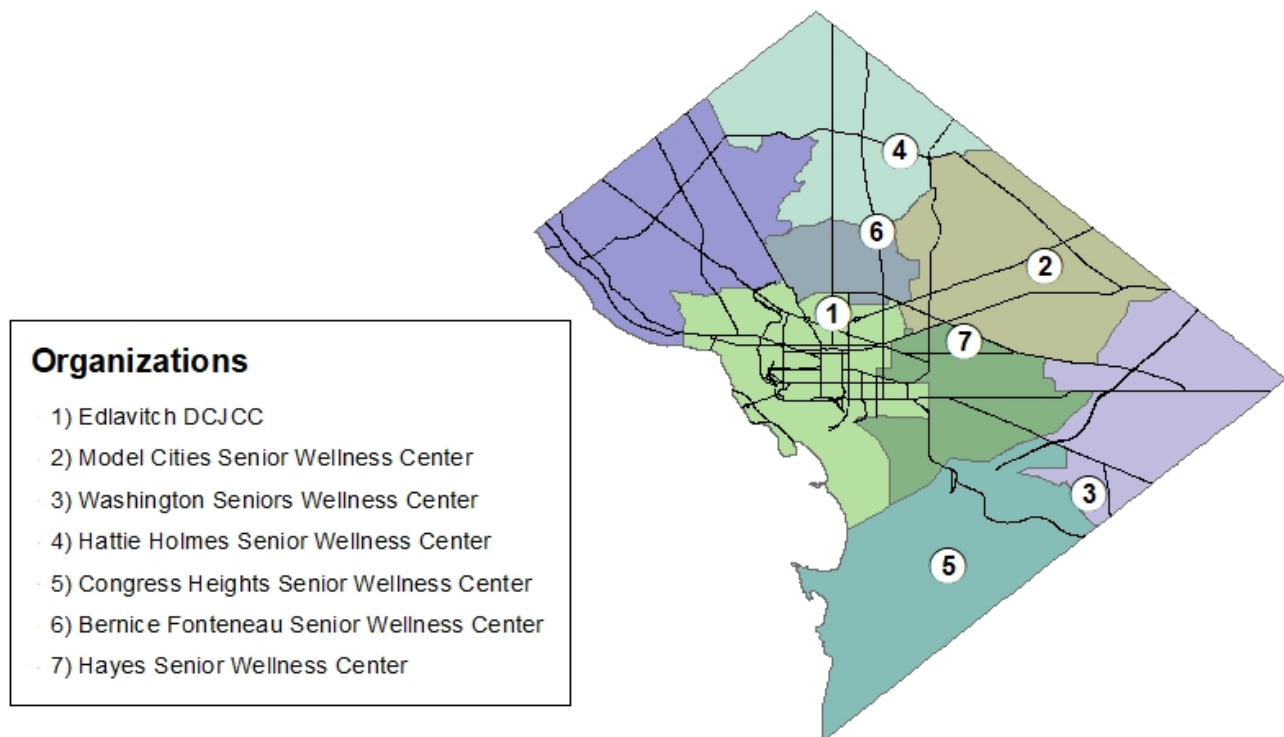 Organizations
1) Edlavitch DCJCC
2) Model Cities Senior Wellness Center
3) Washington Seniors Wellness Center
4) Hattie Holmes Senior Wellness Center
5) Congress Heights Senior Wellness Center
6) Bernice Fonteneau Senior Wellness Center
7) Hayes Senior Wellness Center
4
6
2
1
7
3
5